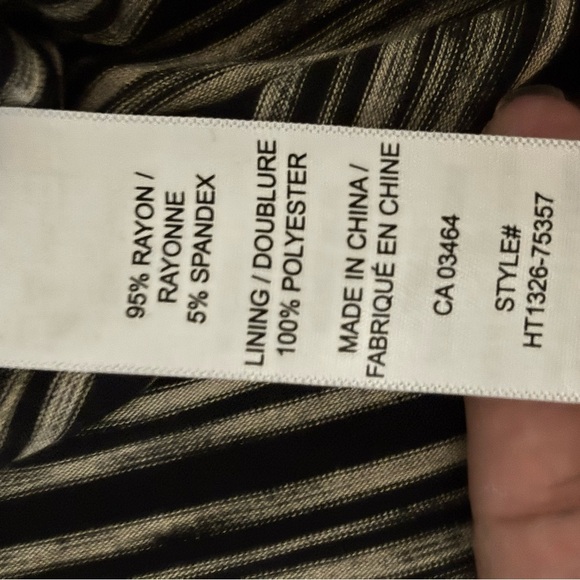 95% RAYON /
RAYONNE
5% SPANDEX
LINING / DOUBLURE
100% POLYESTER
MADE IN CHINA /
FABRIQUÉ EN CHINE
CA 03464
STYLE#
HT1326-75357